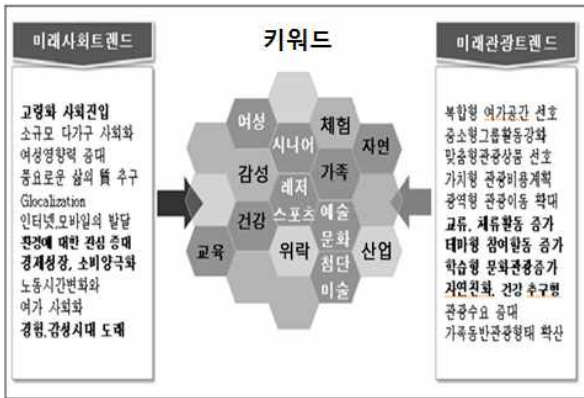 미래사회트렌드
고령화 사회진입
소규모 다가구 사회화
여성영향력 증대
풍요로운 삶의 質 추구
Glocalization
인터넷,모바일의 발달
환경에 대한 관심 증대
경제성장, 소비양극화
노동시간변화와
여가 사회화
경험,감성시대 도래
키워드
여성
체험
시니어
자연
감성
가족
레저
건강
스포츠
예술
교육
문화
위락
산업
첨단
미술
미래관광트렌드
복합형 여가공간 선호
중소형그룹활동강화
맞춤형관광상품 선호
가치형 관광비용계획
광역형 관광이동 확대
교류, 체류활동 증가
테마형 참여활동 증가
학습형 문화관광증가
자연친화, 건강 추구형
관광수요 증대
가족동반관광형태 확산